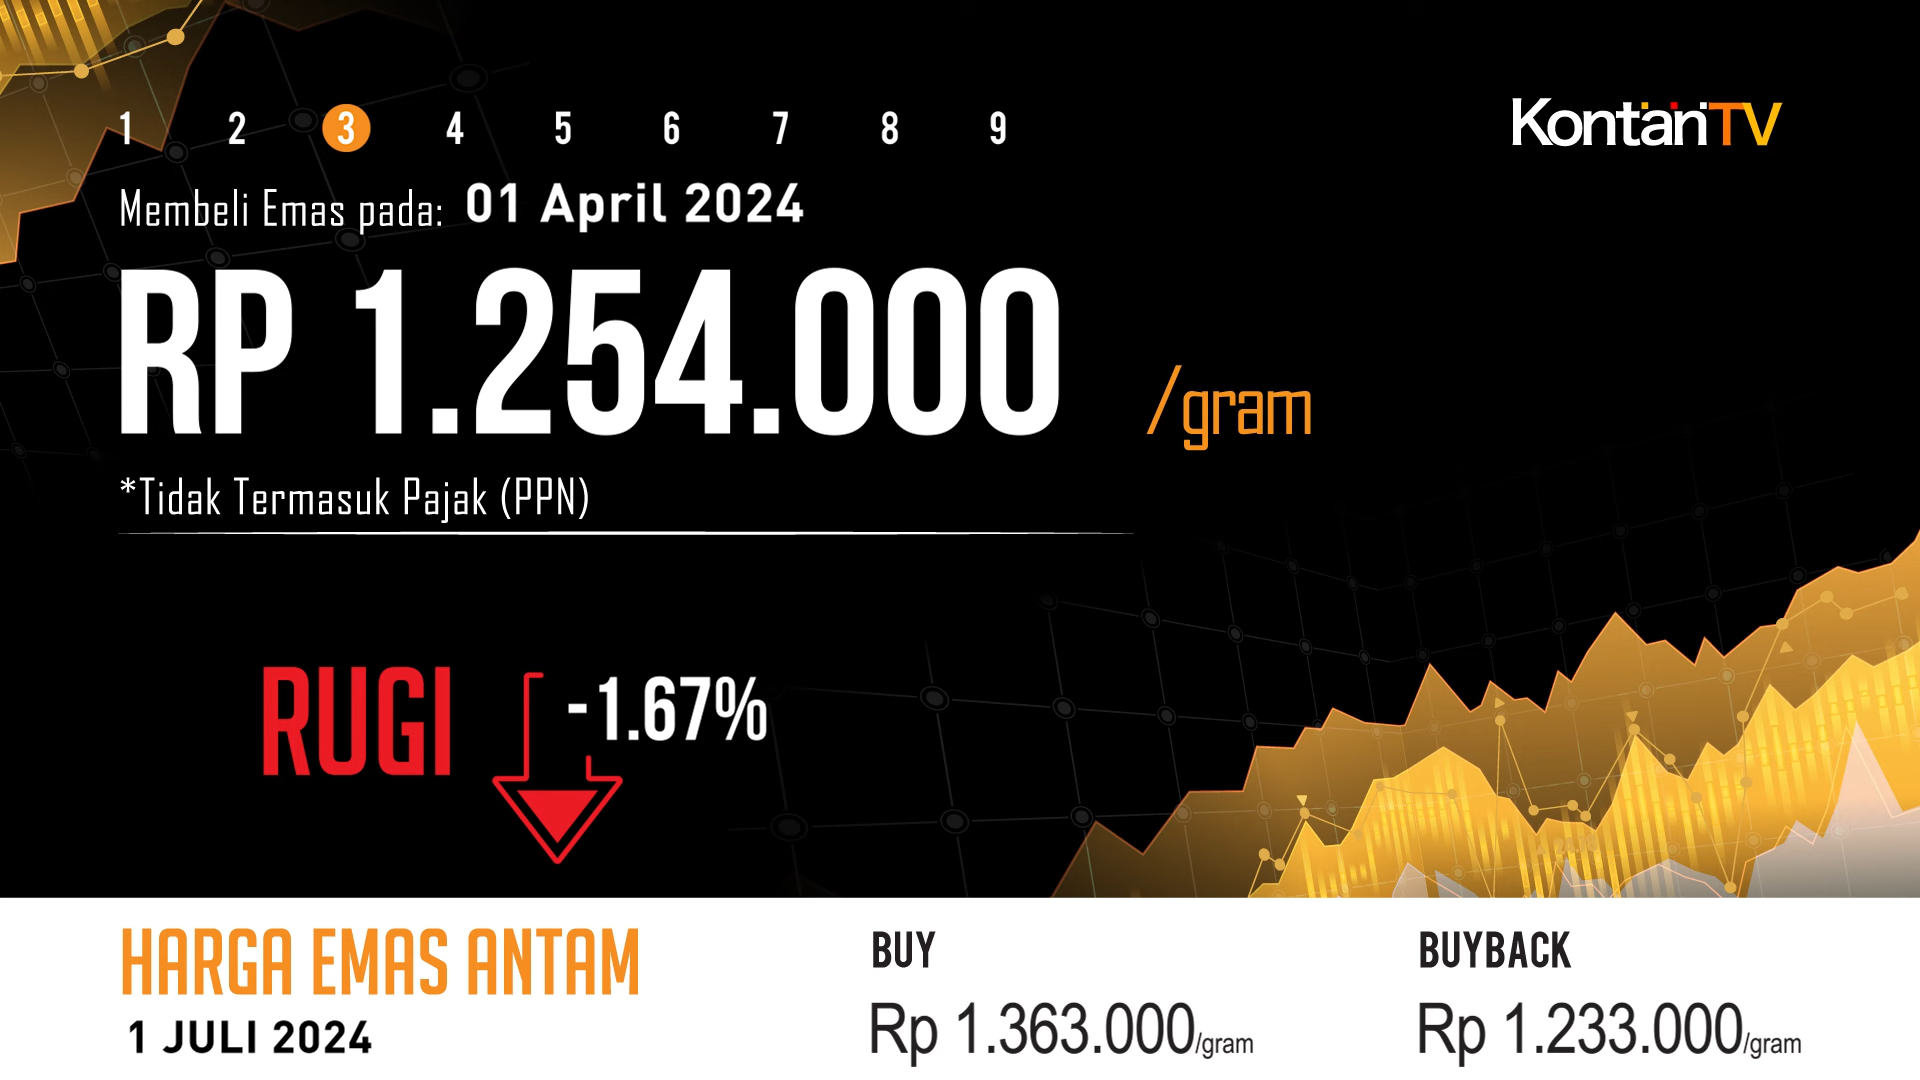 1 2 3 4 5 6 7 8 9
KontanTV
Membeli Emas pada: 01 April 2024
RP 1.254.000 /gram
*Tidak Termasuk Pajak (PPN)
RUGI -1.67%
HARGA EMAS ANTAM
1 JULI 2024
BUY
Rp 1.363.000/gram
BUYBACK
Rp 1.233.000/gram